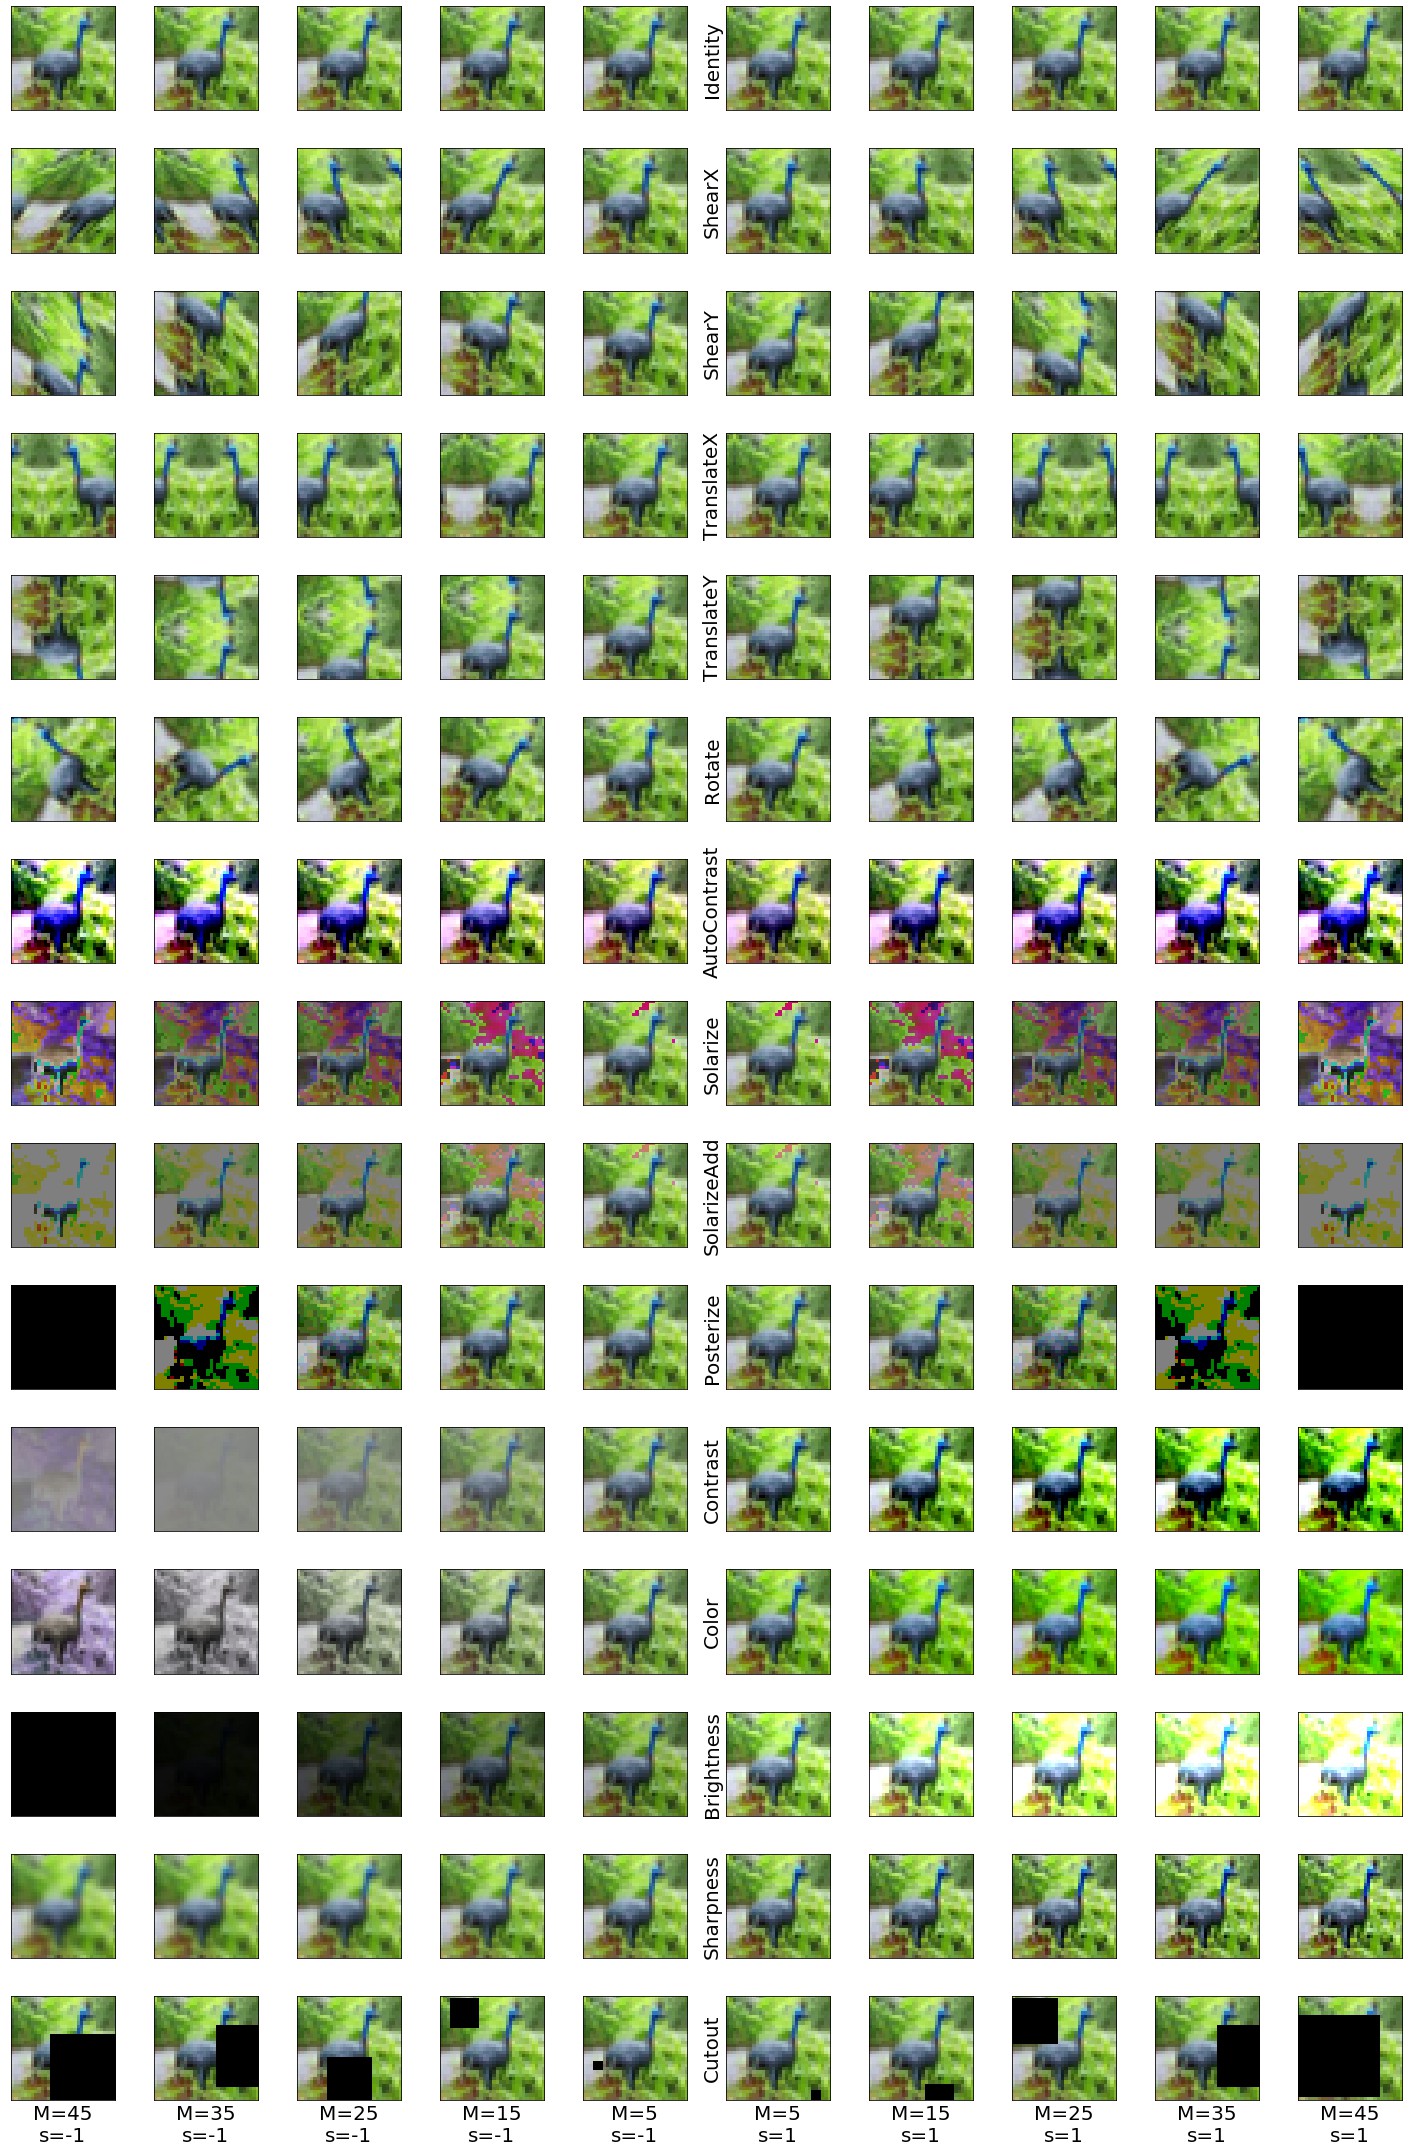 Identity
ShearX
ShearY
TranslateX
TranslateY
Rotate
AutoContrast
Solarize
SolarizeAdd
Posterize
Contrast
Color
Brightness
Sharpness
Cutout
M=45 M=35 M=25 M=15 M=5 M=5 M=15 M=25 M=35 M=45
s=-1 s=-1 s=-1 s=-1 s=-1 s=1 s=1 s=1 s=1 s=1